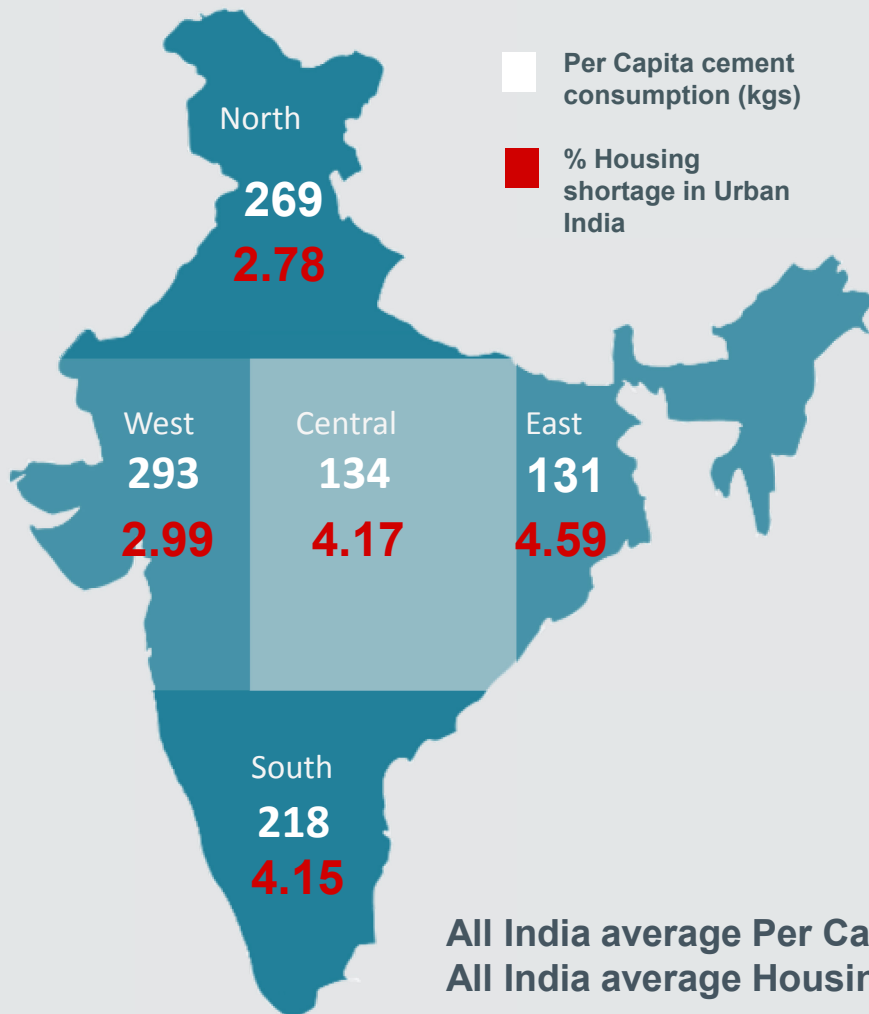 Per Capita cement
consumption (kgs)
% Housing
shortage in Urban
India
North
269
2.78
West
293
2.99
Central
134
4.17
East
131
4.59
South
218
4.15
All India average Per Ca
All India average Housin